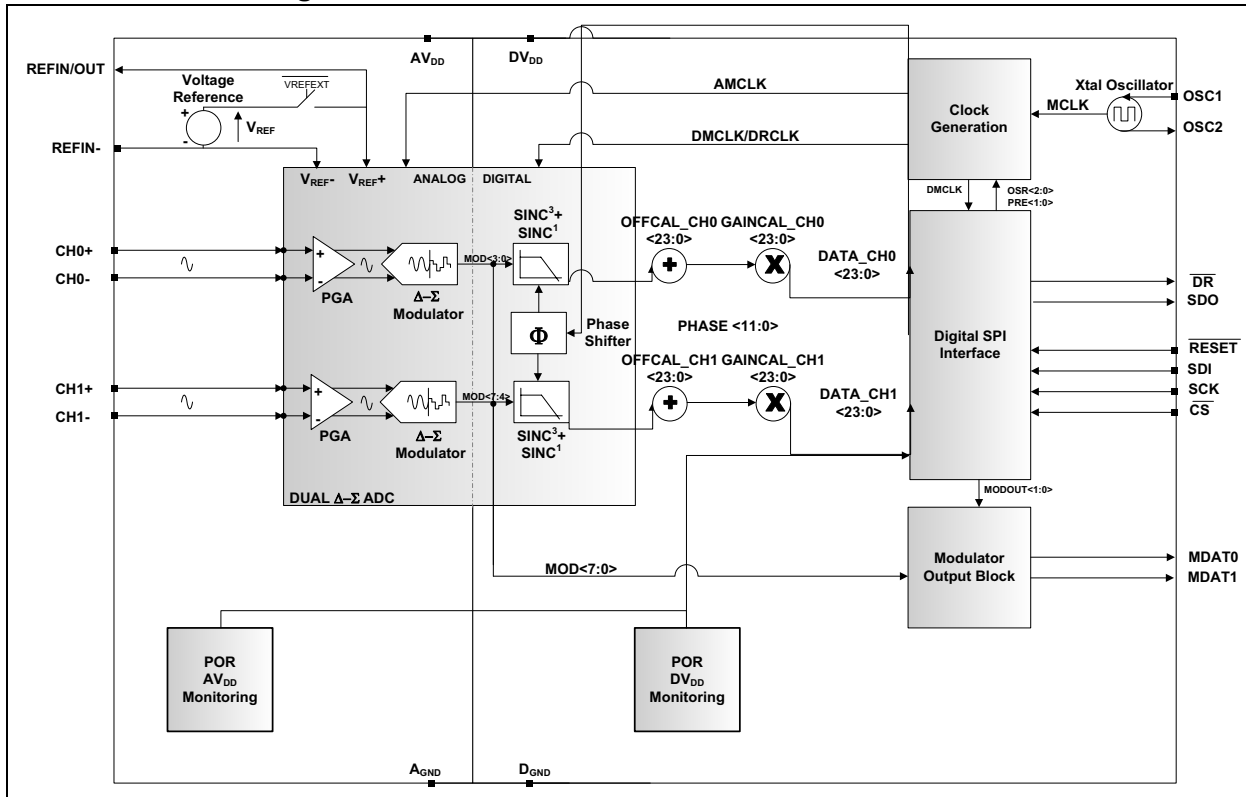 AVDD
DVDD
REFIN/OUT
Voltage
Reference
VREFEXT
+
-
VREF
REFIN-
AMCLK
DMCLK/DRCLK
Clock
Generation
Xtal Oscillator
MCLK
OSC1
OSC2
VREF-
VREF+
ANALOG
DIGITAL
DMCLK
OSR<2:0>
PRE<1:0>
SINC3+
SINC1
OFFCAL_CH0
<23:0>
GAINCAL_CH0
<23:0>
CH0+
CH0-
+
-
PGA
Δ–Σ
Modulator
MOD<3:0>
+
X
DATA_CH0
<23:0>
DR
SDO
Φ
Phase
Shifter
PHASE <11:0>
Digital SPI
Interface
RESET
SDI
SCK
CS
OFFCAL_CH1
<23:0>
GAINCAL_CH1
<23:0>
CH1+
CH1-
+
-
PGA
Δ–Σ
Modulator
MOD<7:4>
SINC3+
SINC1
+
X
DATA_CH1
<23:0>
DUAL Δ–Σ ADC
MODOUT<1:0>
MOD<7:0>
Modulator
Output Block
MDAT0
MDAT1
POR
AVDD
Monitoring
POR
DVDD
Monitoring
AGND
DGND